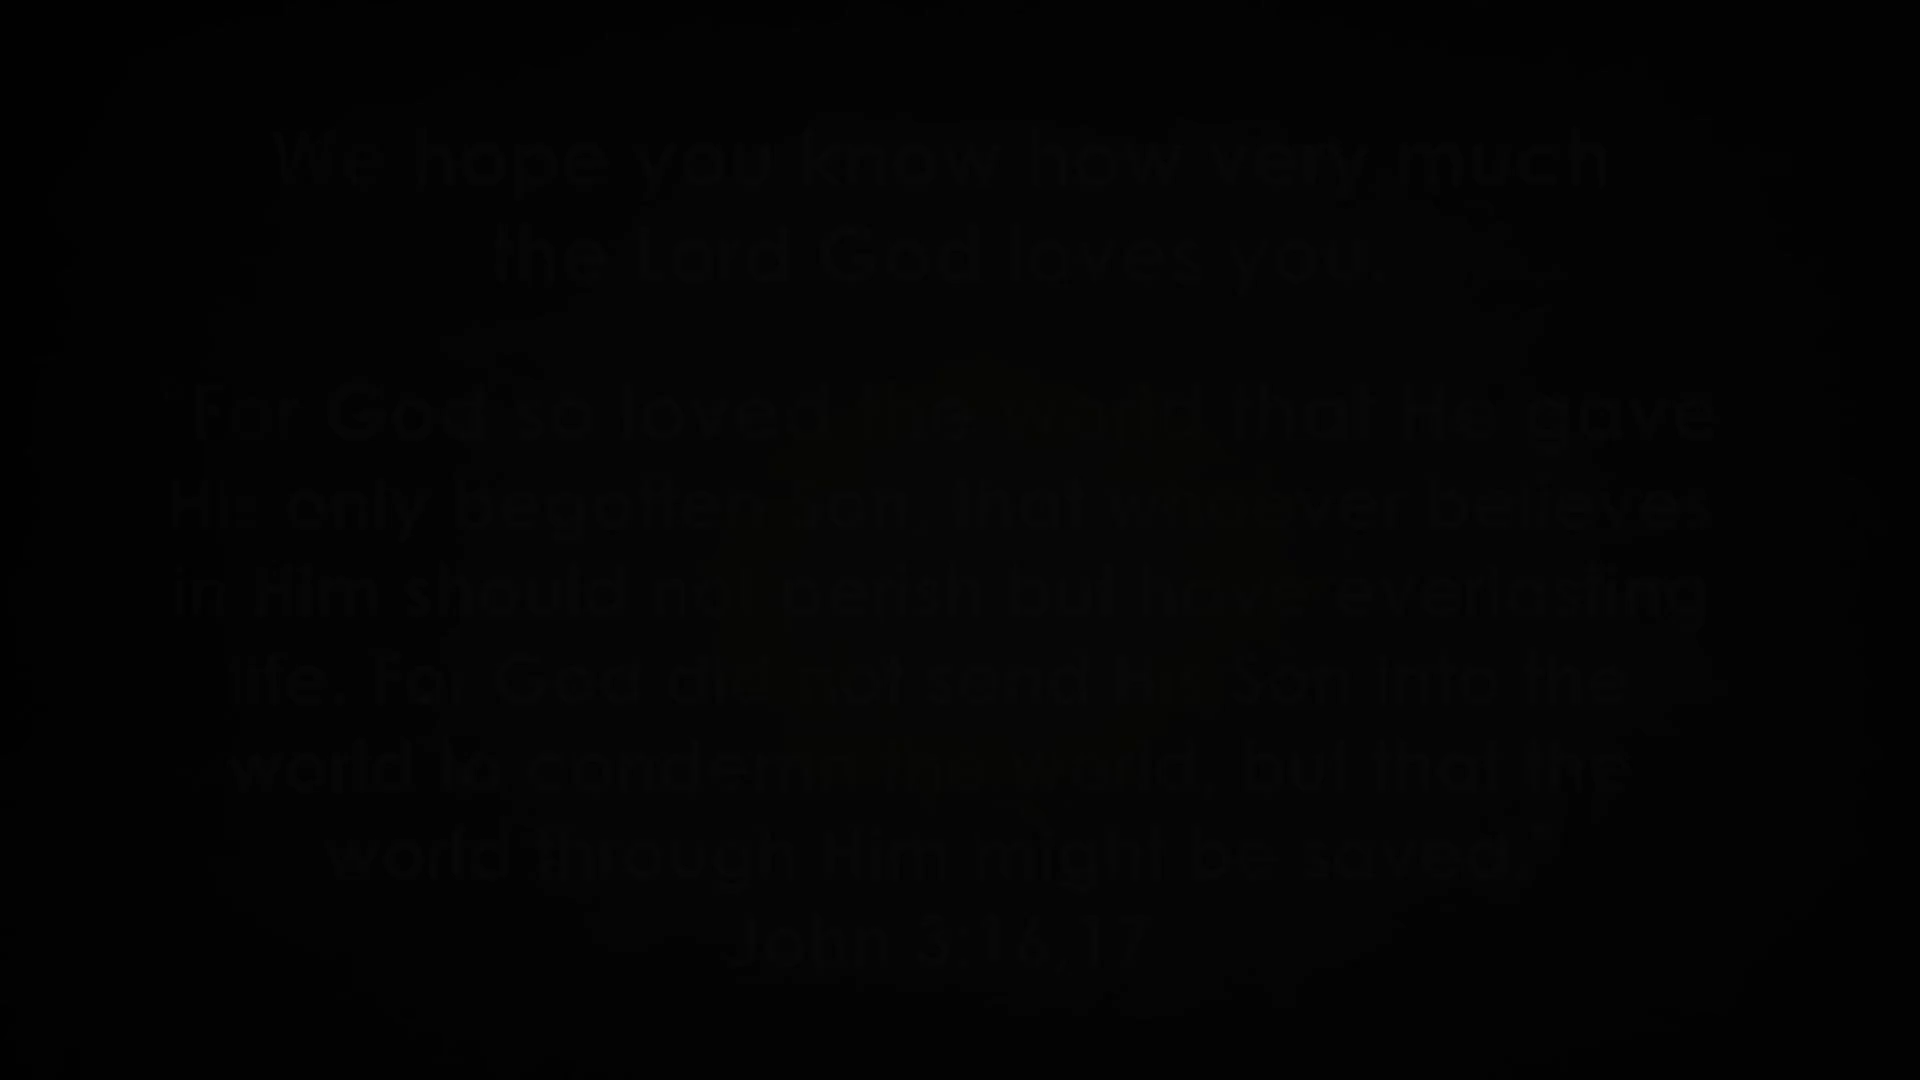 We hope you know how very much
the Lord God loves you.
"For God so loved the world that He gave
His only begotten Son, that whoever believes
in Him should not perish but have everlasting
life. For God did not send His Son into the
world to condemn the world, but that the
world through Him might be saved."
John 3:16,17